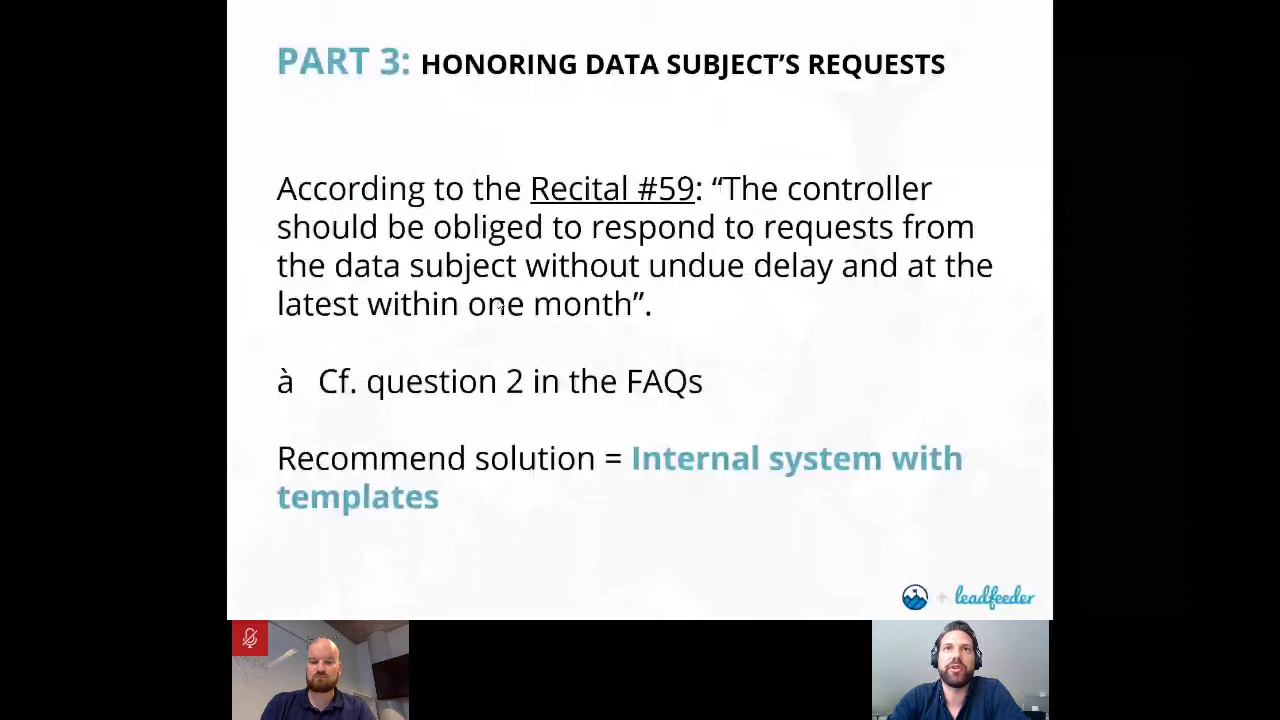 PART 3: HONORING DATA SUBJECT'S REQUESTS
According to the Recital #59: “The controller
should be obliged to respond to requests from
the data subject without undue delay and at the
latest within one month”.
à Cf. question 2 in the FAQs
Recommend solution = Internal system with
templates
+ leadfeeder